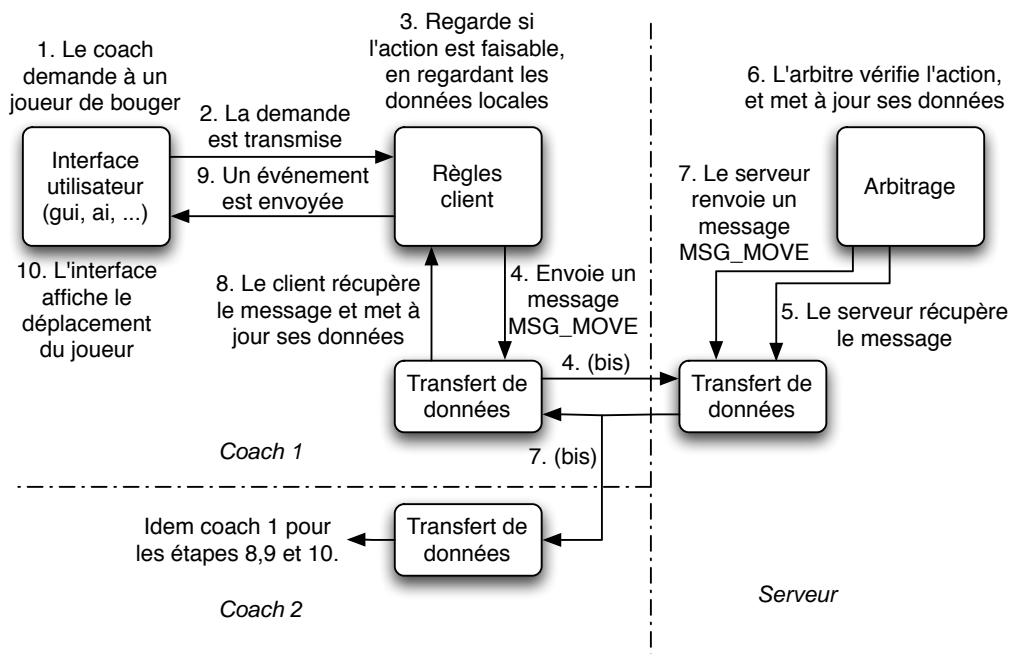 1. Le coach
demande à un
joueur de bouger
2. La demande
est transmise
3. Regarde si
l'action est faisable,
en regardant les
données locales
6. L'arbitre vérifie l'action,
et met à jour ses données
Interface
utilisateur
(gui, ai, ...)
9. Un événement
est envoyée
Règles
client
7. Le serveur
renvoie un
message
MSG_MOVE
Arbitrage
10. L'interface
affiche le
déplacement
du joueur
8. Le client récupère
le message et met à
jour ses données
4. Envoie un
message
MSG_MOVE
5. Le serveur récupère
le message
Transfert de
données
4. (bis)
Transfert de
données
Coach 1
7. (bis)
Idem coach 1 pour
les étapes 8,9 et 10.
Transfert de
données
Coach 2
Serveur